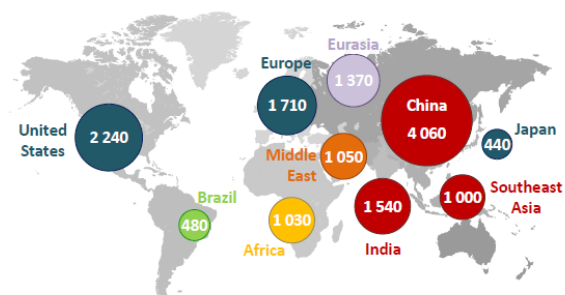 Eurasia
1 370
Europe
1 710
China
4 060
United
States
2 240
Japan
440
Middle
East
1 050
Brazil
480
Africa
1 030
India
1 540
Southeast
Asia
1 000